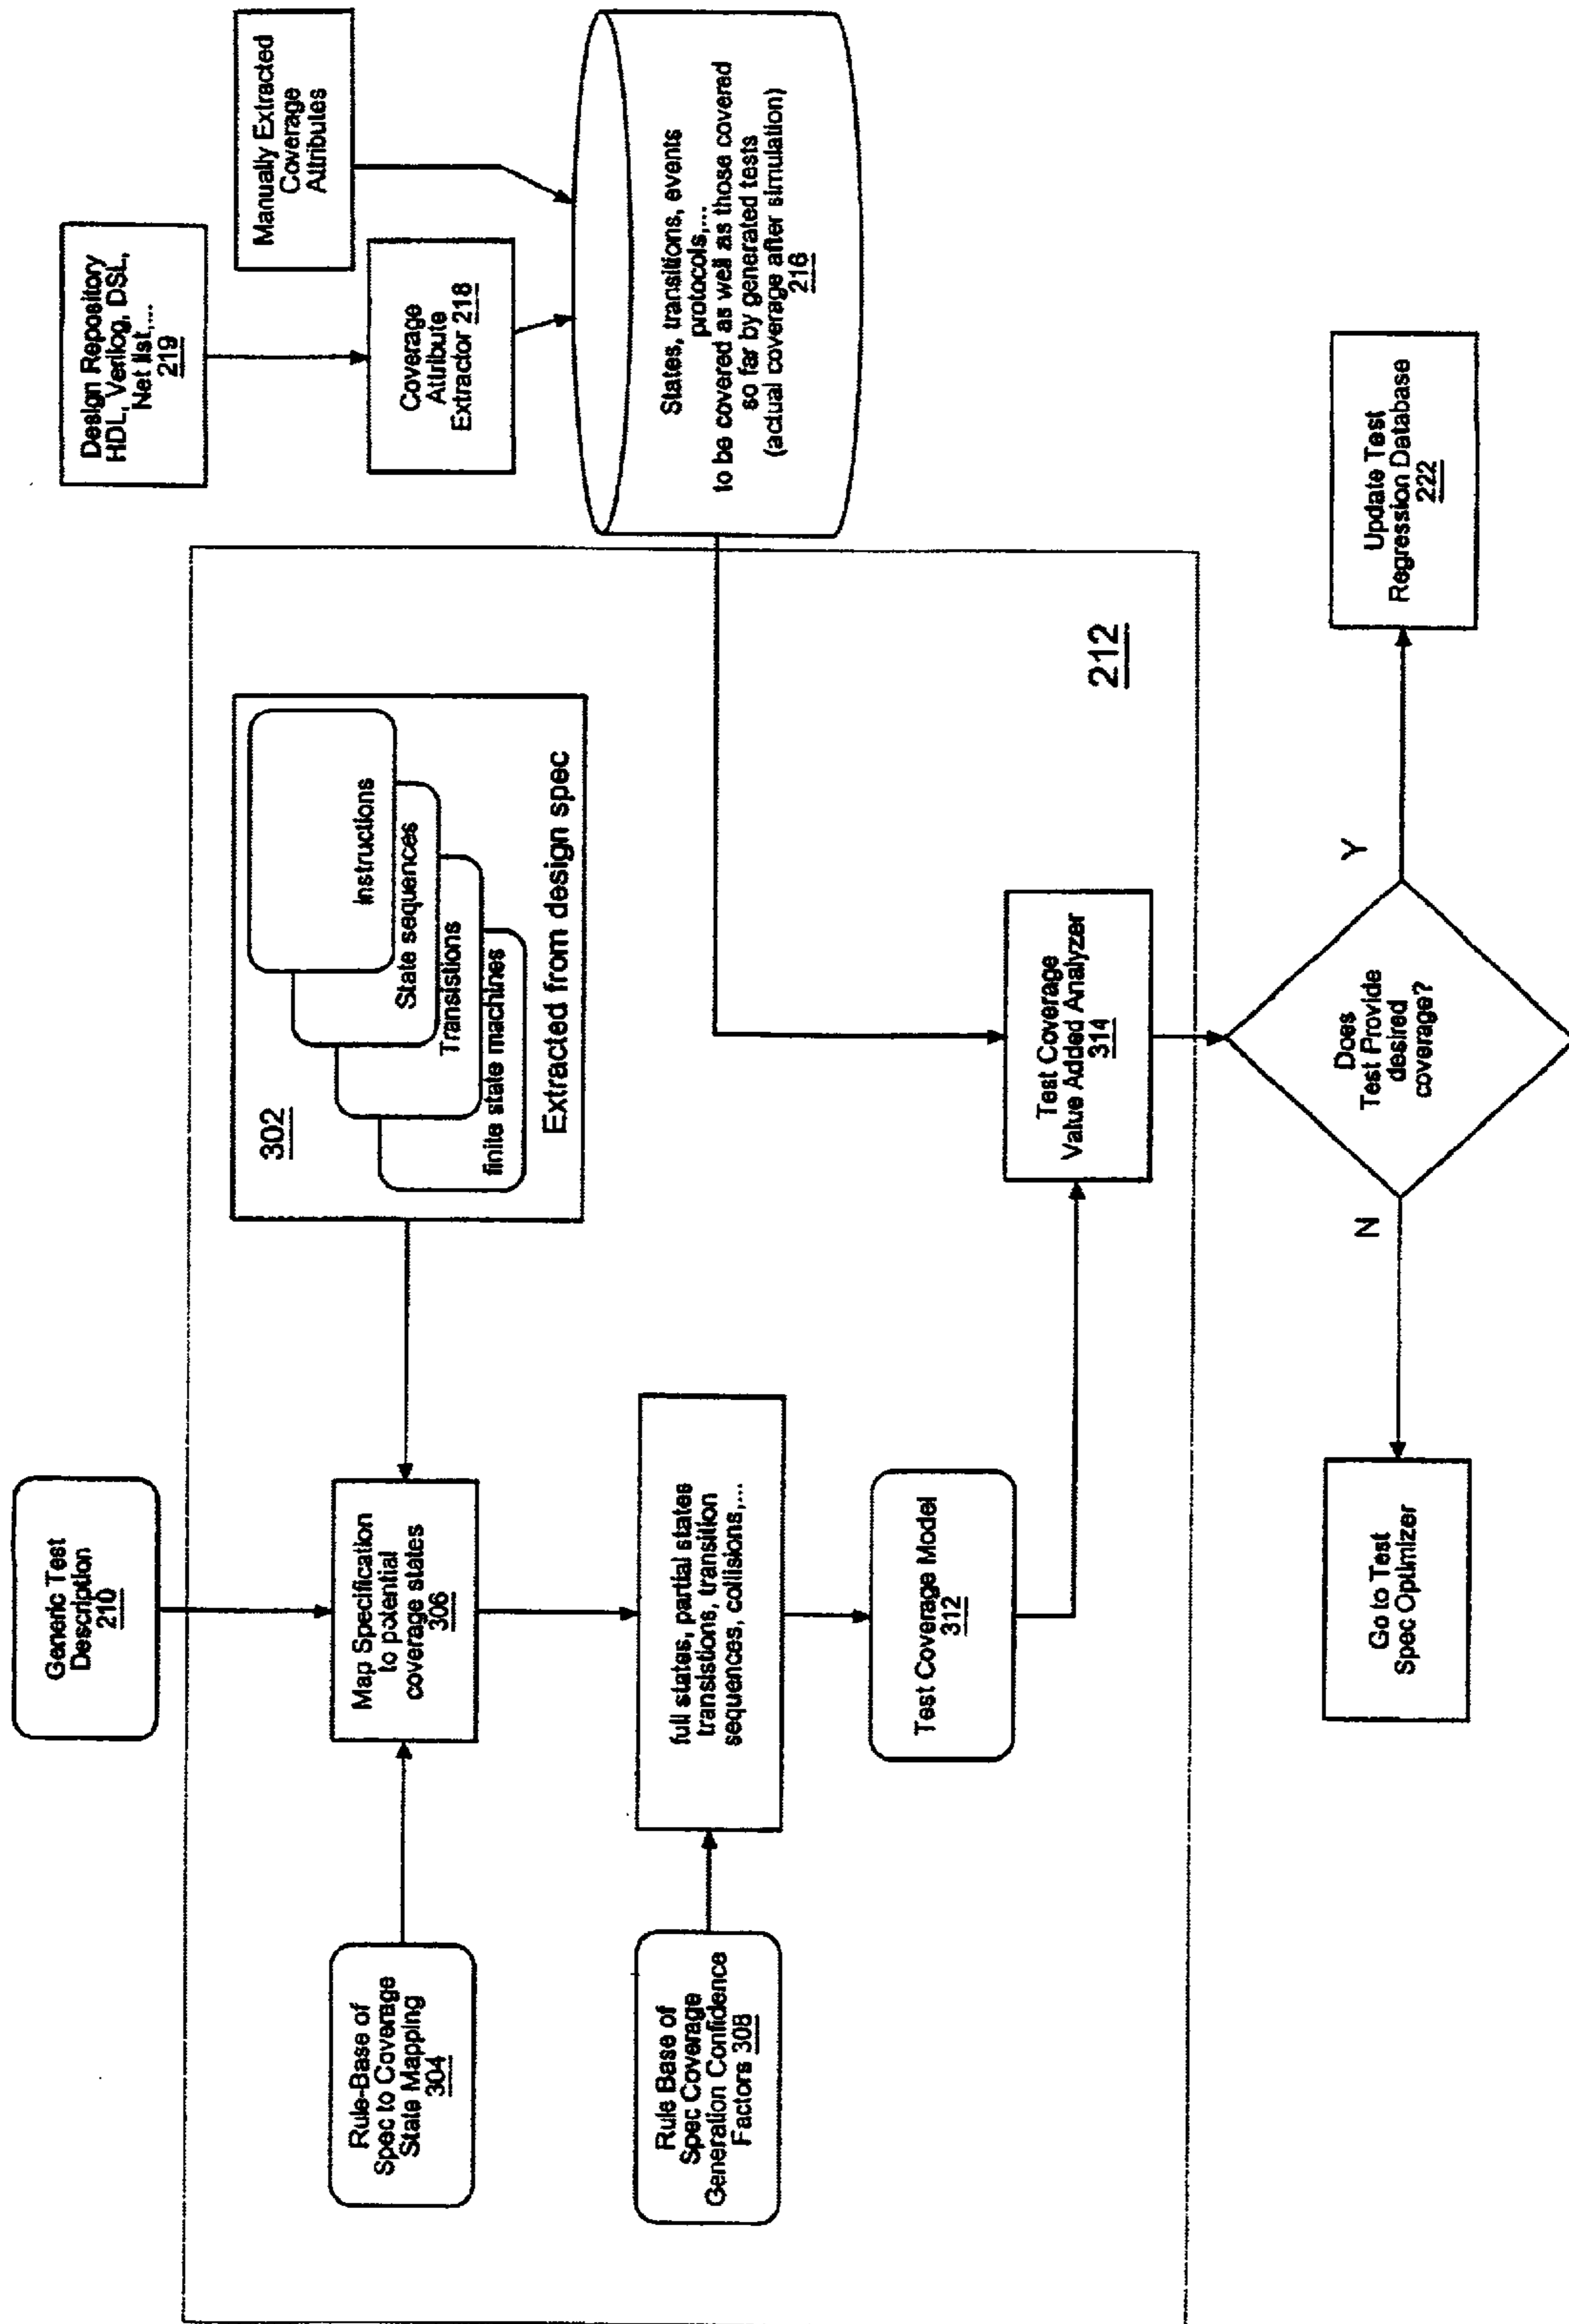 Generic Test
Description
210
Design Repository
HDL, Verilog, DSL,
Net list,...
219
Manually Extracted
Coverage
Attributes
Coverage
Attribute
Extractor 218
States, transitions, events
protocols,...
to be covered as well as those covered
so far by generated tests
(actual coverage after simulation)
216
Rule-Base of
Spec to Coverage
State Mapping
304
Map Specification
to potential
coverage states
306
302
Instructions
State sequences
Transistions
finite state machines
Extracted from design spec
Rule Base of
Spec Coverage
Generation Confidence
Factors 308
full states, partial states
transistions, transition
sequences, collisions,...
Test Coverage Model
312
Test Coverage
Value Added Analyzer
314
212
Does
Test Provide
desired
coverage?
N
Y
Go to Test
Spec Optimizer
Update Test
Regression Database
222